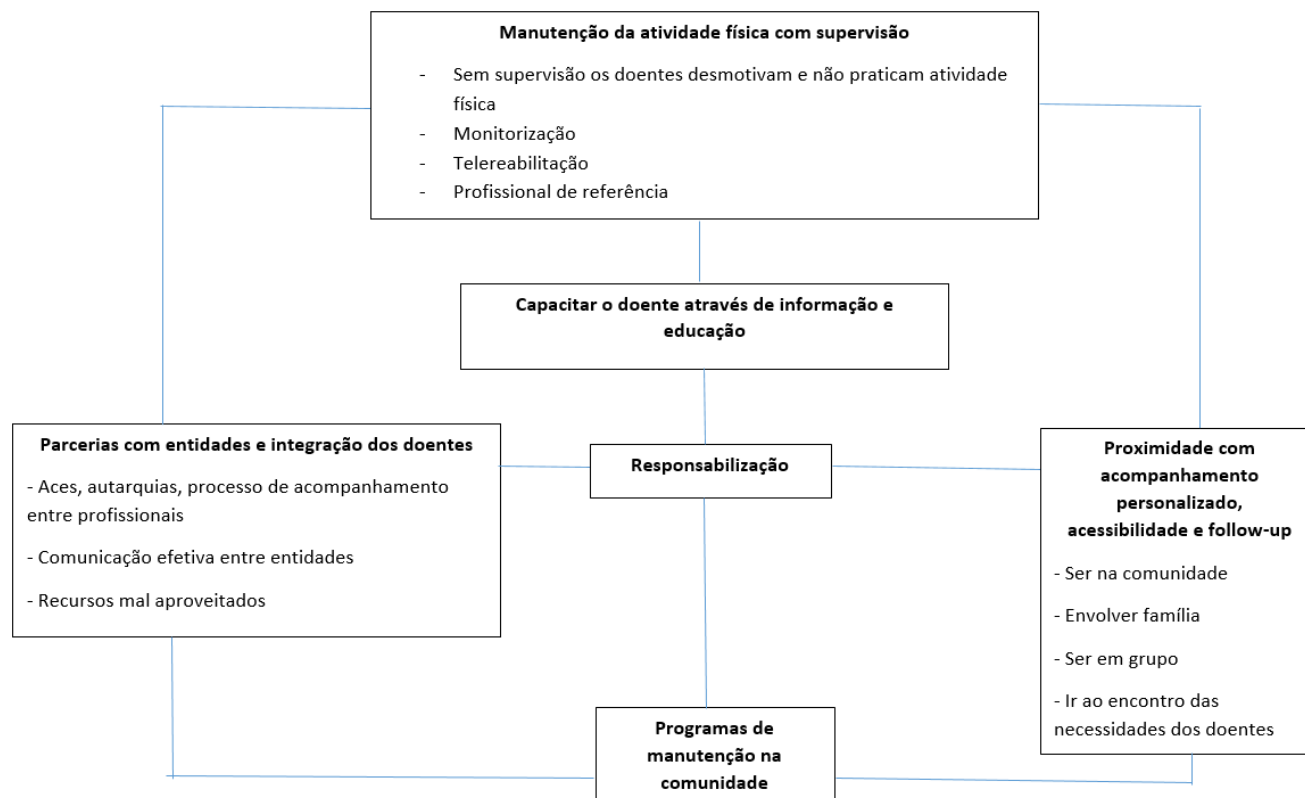 Manutenção da atividade física com supervisão
- Sem supervisão os doentes desmotivam e não praticam atividade
física
- Monitorização
- Telereabilitação
- Profissional de referência
Capacitar o doente através de informação e
educação
Parcerias com entidades e integração dos doentes
- Aces, autarquias, processo de acompanhamento
entre profissionais
- Comunicação efetiva entre entidades
- Recursos mal aproveitados
Responsabilização
Proximidade com
acompanhamento
personalizado,
acessibilidade e follow-up
- Ser na comunidade
- Envolver família
- Ser em grupo
- Ir ao encontro das
necessidades dos doentes
Programas de
manutenção na
comunidade